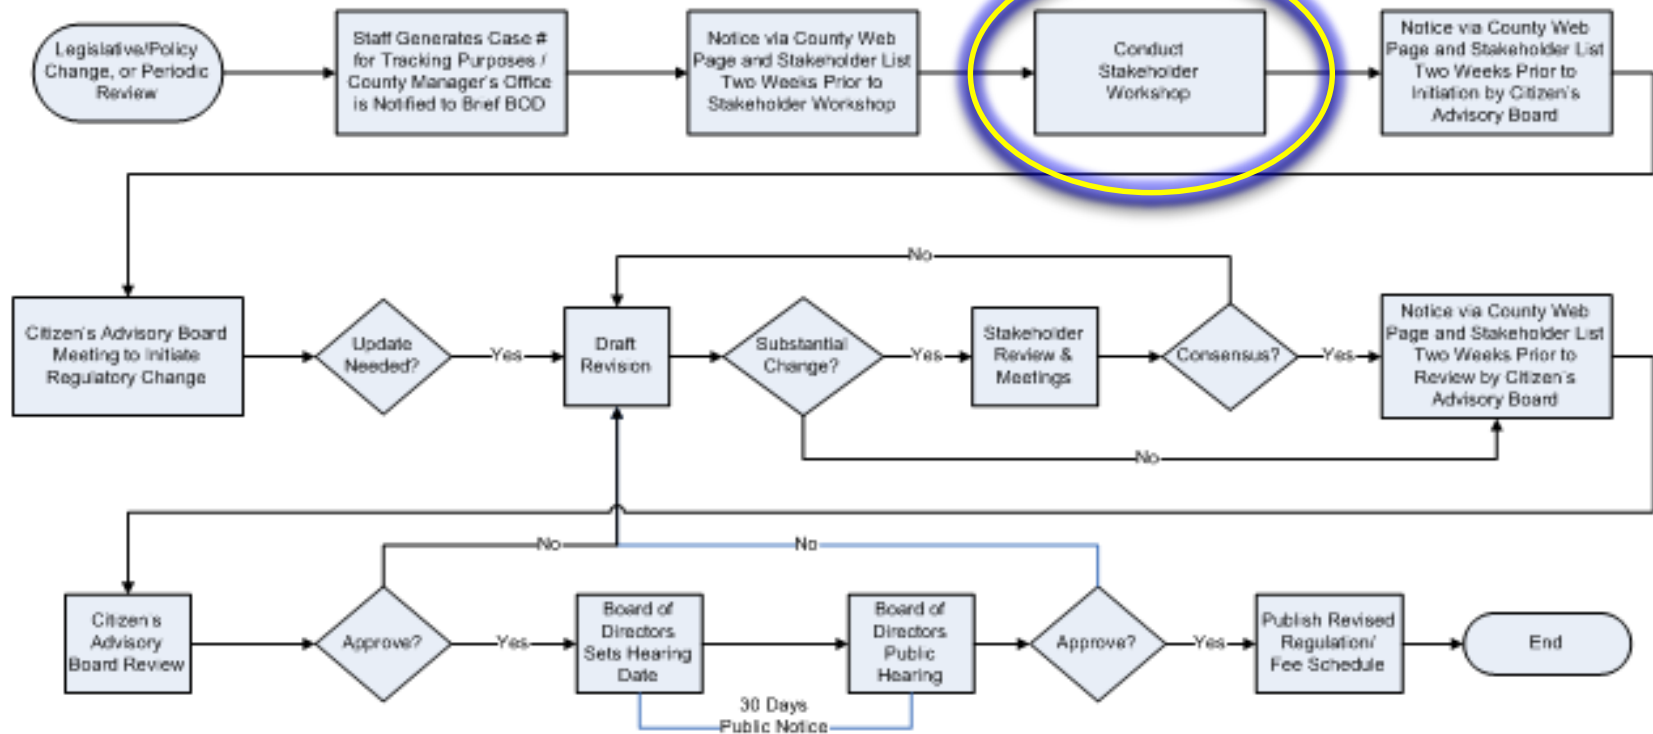 Legislative/Policy
Change, or Periodic
Review
Staff Generates Case #
for Tracking Purposes /
County Manager's Office
is Notified to Brief BOD
Notice via County Web
Page and Stakeholder List
Two Weeks Prior to
Stakeholder Workshop
Conduct
Stakeholder
Workshop
Notice via County Web
Page and Stakeholder List
Two Weeks Prior to
Initiation by Citizen's
Advisory Board
No
Citizen's Advisory Board
Meeting to Initiate
Regulatory Change
Update
Needed?
Yes
Draft
Revision
Substantial
Change?
Yes
Stakeholder
Review &
Meetings
Consensus?
Yes
Notice via County Web
Page and Stakeholder List
Two Weeks Prior to
Review by Citizen's
Advisory Board
No
No
No
Citizen's
Advisory
Board Review
Approve?
Yes
Board of
Directors
Sets Hearing
Date
Board of
Directors
Public
Hearing
Approve?
Yes
Publish Revised
Regulation/
Fee Schedule
End
30 Days
Public Notice